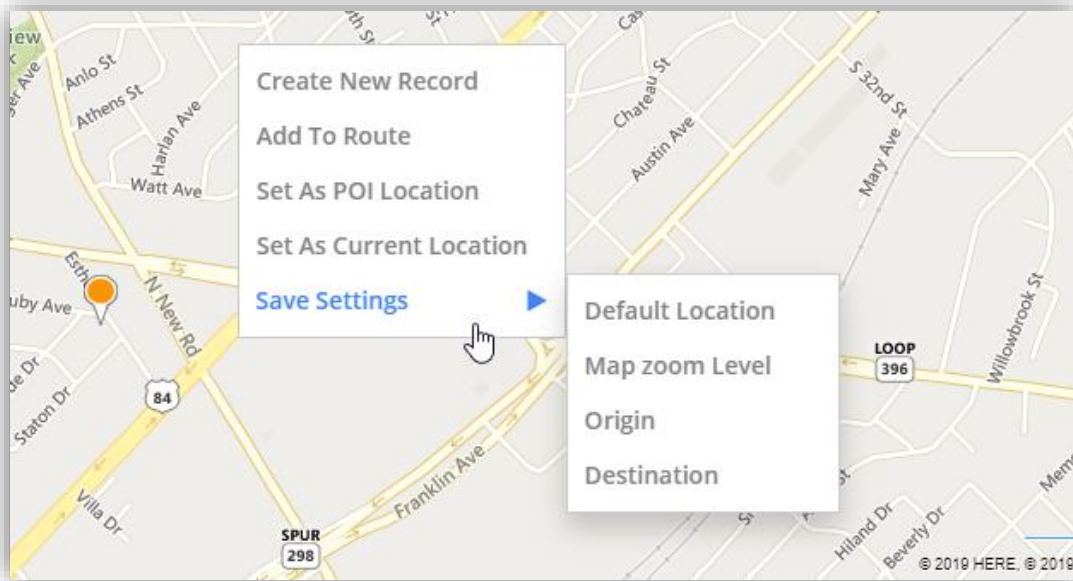 iew
Anlo St
Athens St
Harlan Ave
Watt Ave
uby Ave
N New Rd
Staton Dr
84
Villa Dr
SPUR
298
Franklin Ave
Chateau St
Austin Ave
S 32nd St
Mary Ave
LOOP
396
Willowbrook St
Hiland Dr
Beverly Dr
Create New Record
Add To Route
Set As POI Location
Set As Current Location
Save Settings
Default Location
Map zoom Level
Origin
Destination
© 2019 HERE, © 2019